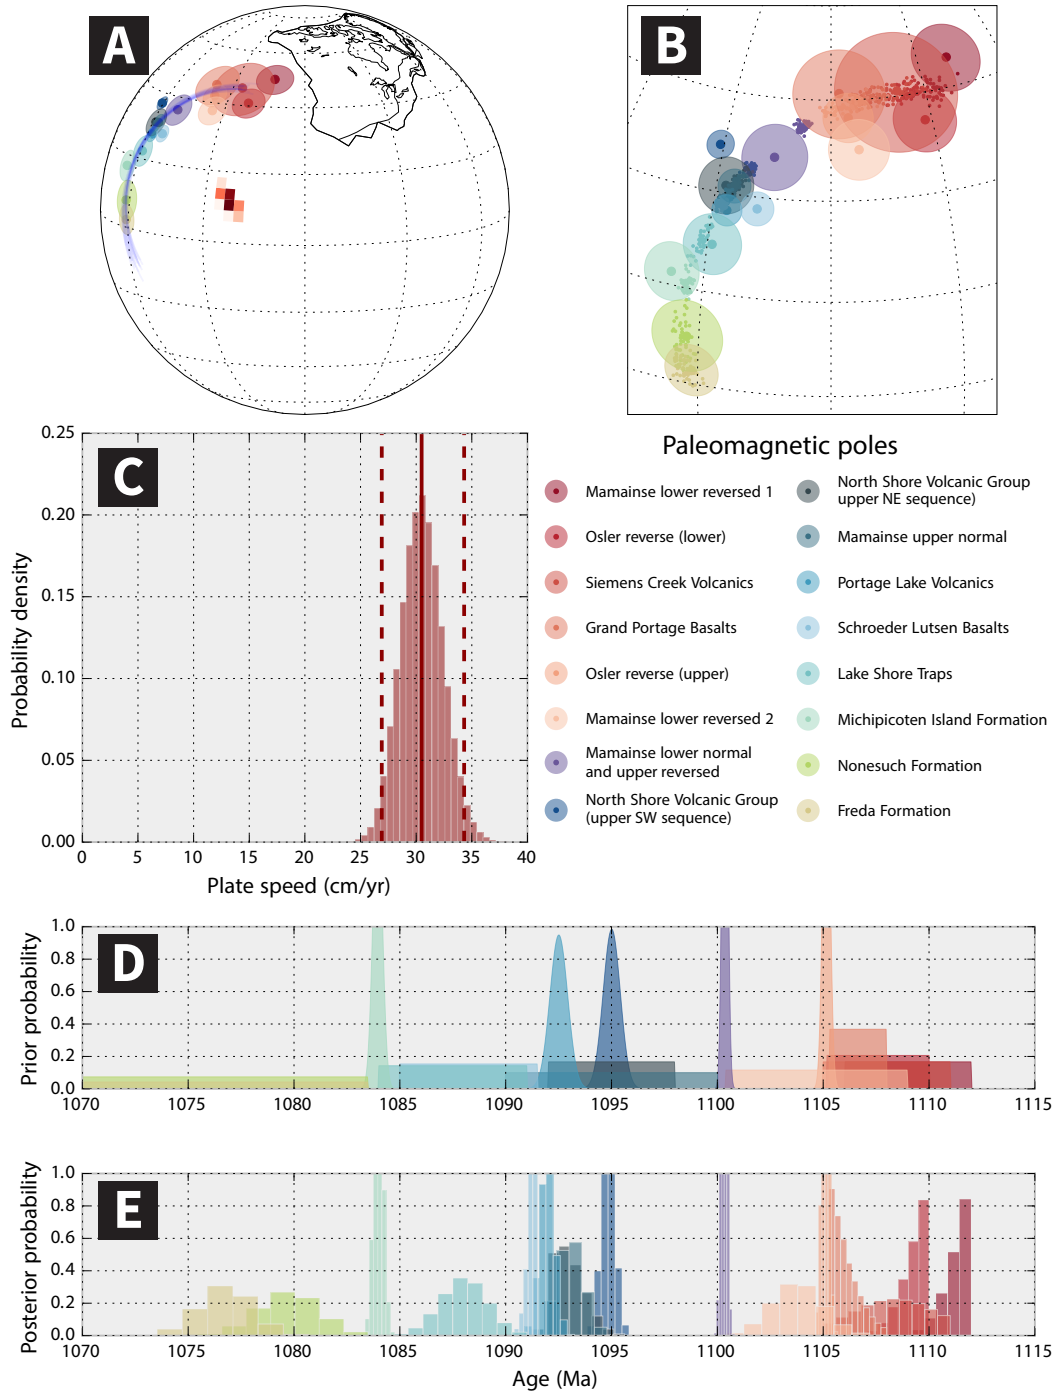 A
B
C
0.25
0.20
0.15
0.10
0.05
0.00
Probability density
0 5 10 15 20 25 30 35 40
Plate speed (cm/yr)
Paleomagnetic poles
Mamainse lower reversed 1
Osler reverse (lower)
Siemens Creek Volcanics
Grand Portage Basalts
Osler reverse (upper)
Mamainse lower reversed 2
Mamainse lower normal
and upper reversed
North Shore Volcanic Group
(upper SW sequence)
North Shore Volcanic Group
upper NE sequence)
Mamainse upper normal
Portage Lake Volcanics
Schroeder Lutsen Basalts
Lake Shore Traps
Michipicoten Island Formation
Nonesuch Formation
Freda Formation
D
1.0
0.8
0.6
0.4
0.2
0.0
Prior probability
1070 1075 1080 1085 1090 1095 1100 1105 1110 1115
E
1.0
0.8
0.6
0.4
0.2
0.0
Posterior probability
1070 1075 1080 1085 1090 1095 1100 1105 1110 1115
Age (Ma)